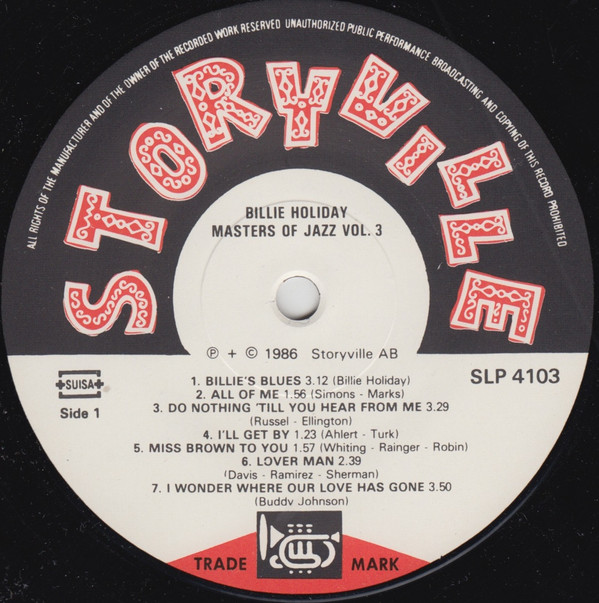 ALL RIGHTS OF THE MANUFACTURER AND OF THE OWNER OF THE RECORDED WORK RESERVED UNAUTHORIZED PUBLIC PERFORMANCE BROADCASTING AND COPYING OF THIS RECORD PROHIBITED
STORYVILLE
BILLIE HOLIDAY
MASTERS OF JAZZ VOL. 3
℗ + © 1986 Storyville AB
SUISA
Side 1
SLP 4103
1. BILLIE'S BLUES 3.12 (Billie Holiday)
2. ALL OF ME 1.56 (Simons - Marks)
3. DO NOTHING 'TILL YOU HEAR FROM ME 3.29
(Russel - Ellington)
4. I'LL GET BY 1.23 (Ahlert - Turk)
5. MISS BROWN TO YOU 1.57 (Whiting - Rainger - Robin)
6. LOVER MAN 2.39
(Davis - Ramirez - Sherman)
7. I WONDER WHERE OUR LOVE HAS GONE 3.50
(Buddy Johnson)
TRADE MARK